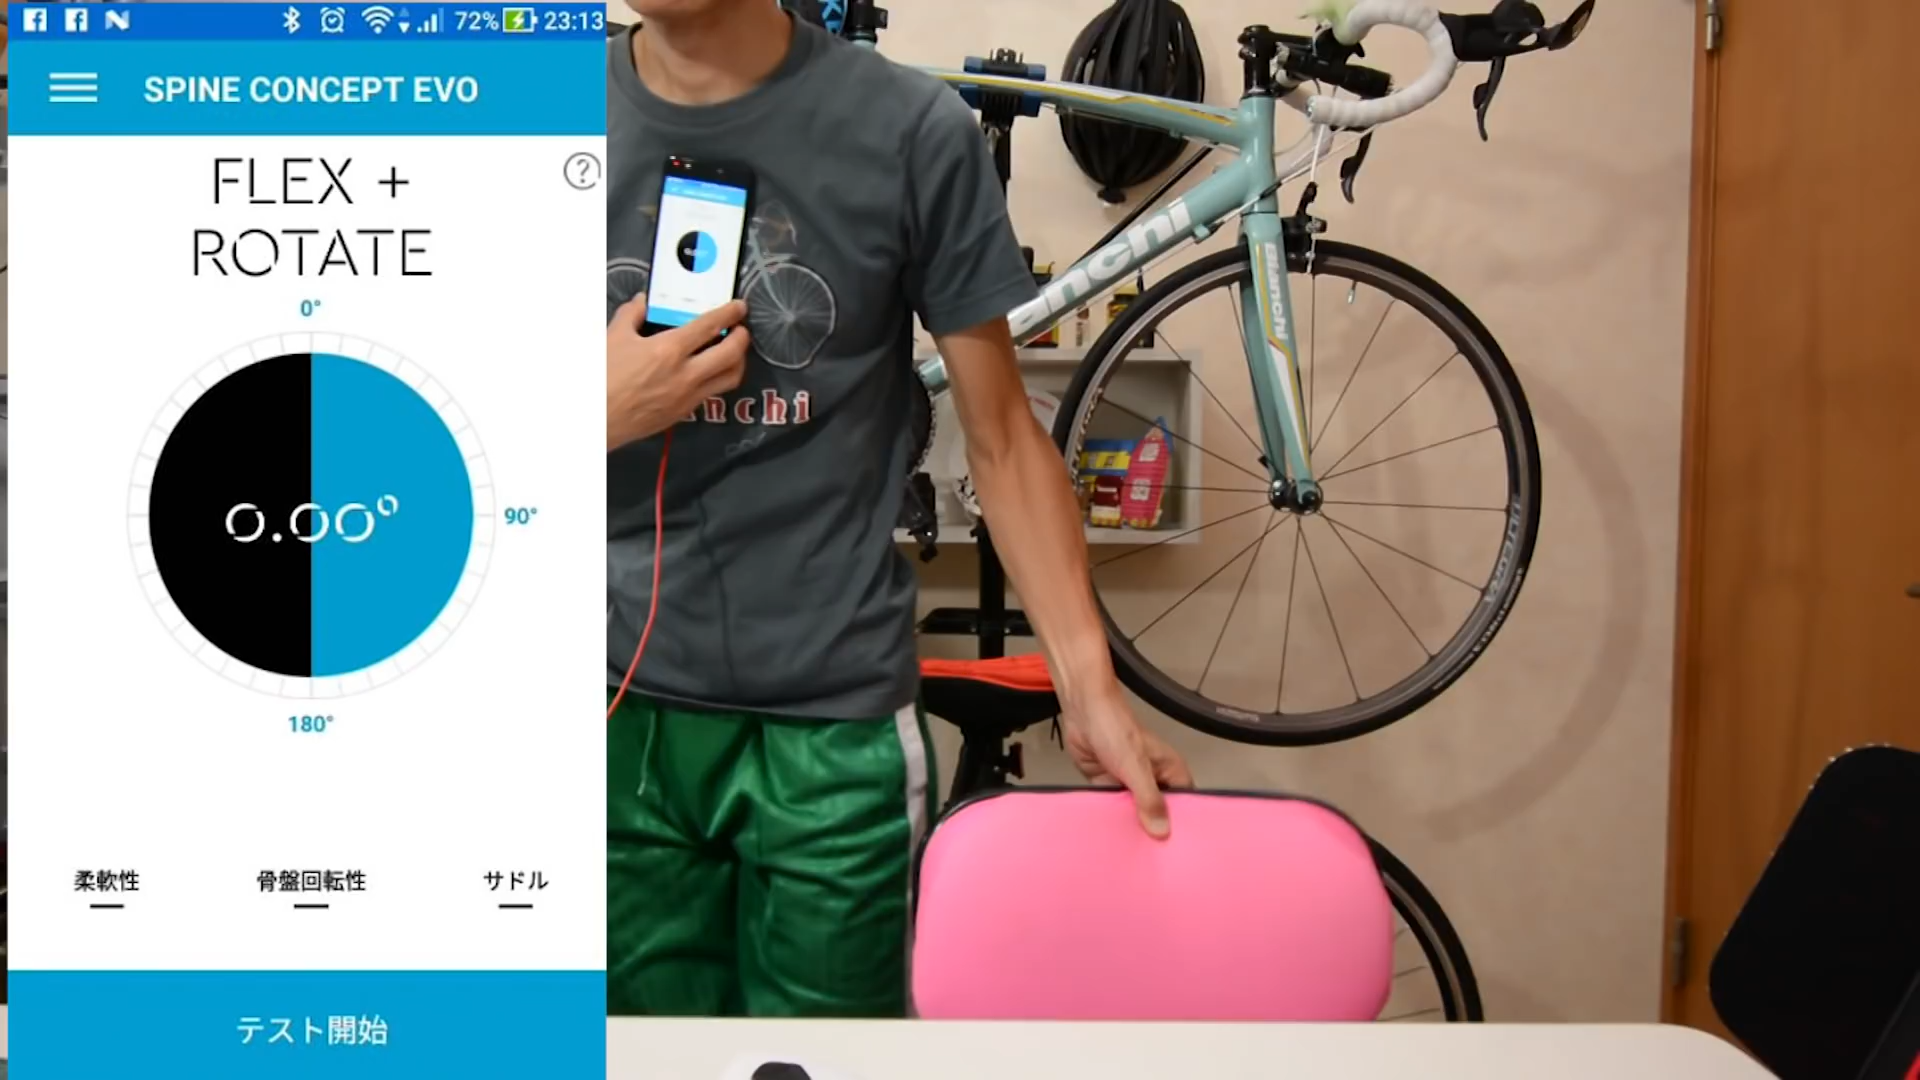 72% 23:13
SPINE CONCEPT EVO
?
FLEX +
ROTATE
0°
0.00°
90°
180°
柔軟性 骨盤回転性 サドル
テスト開始
anchi
Bianchi
nchi